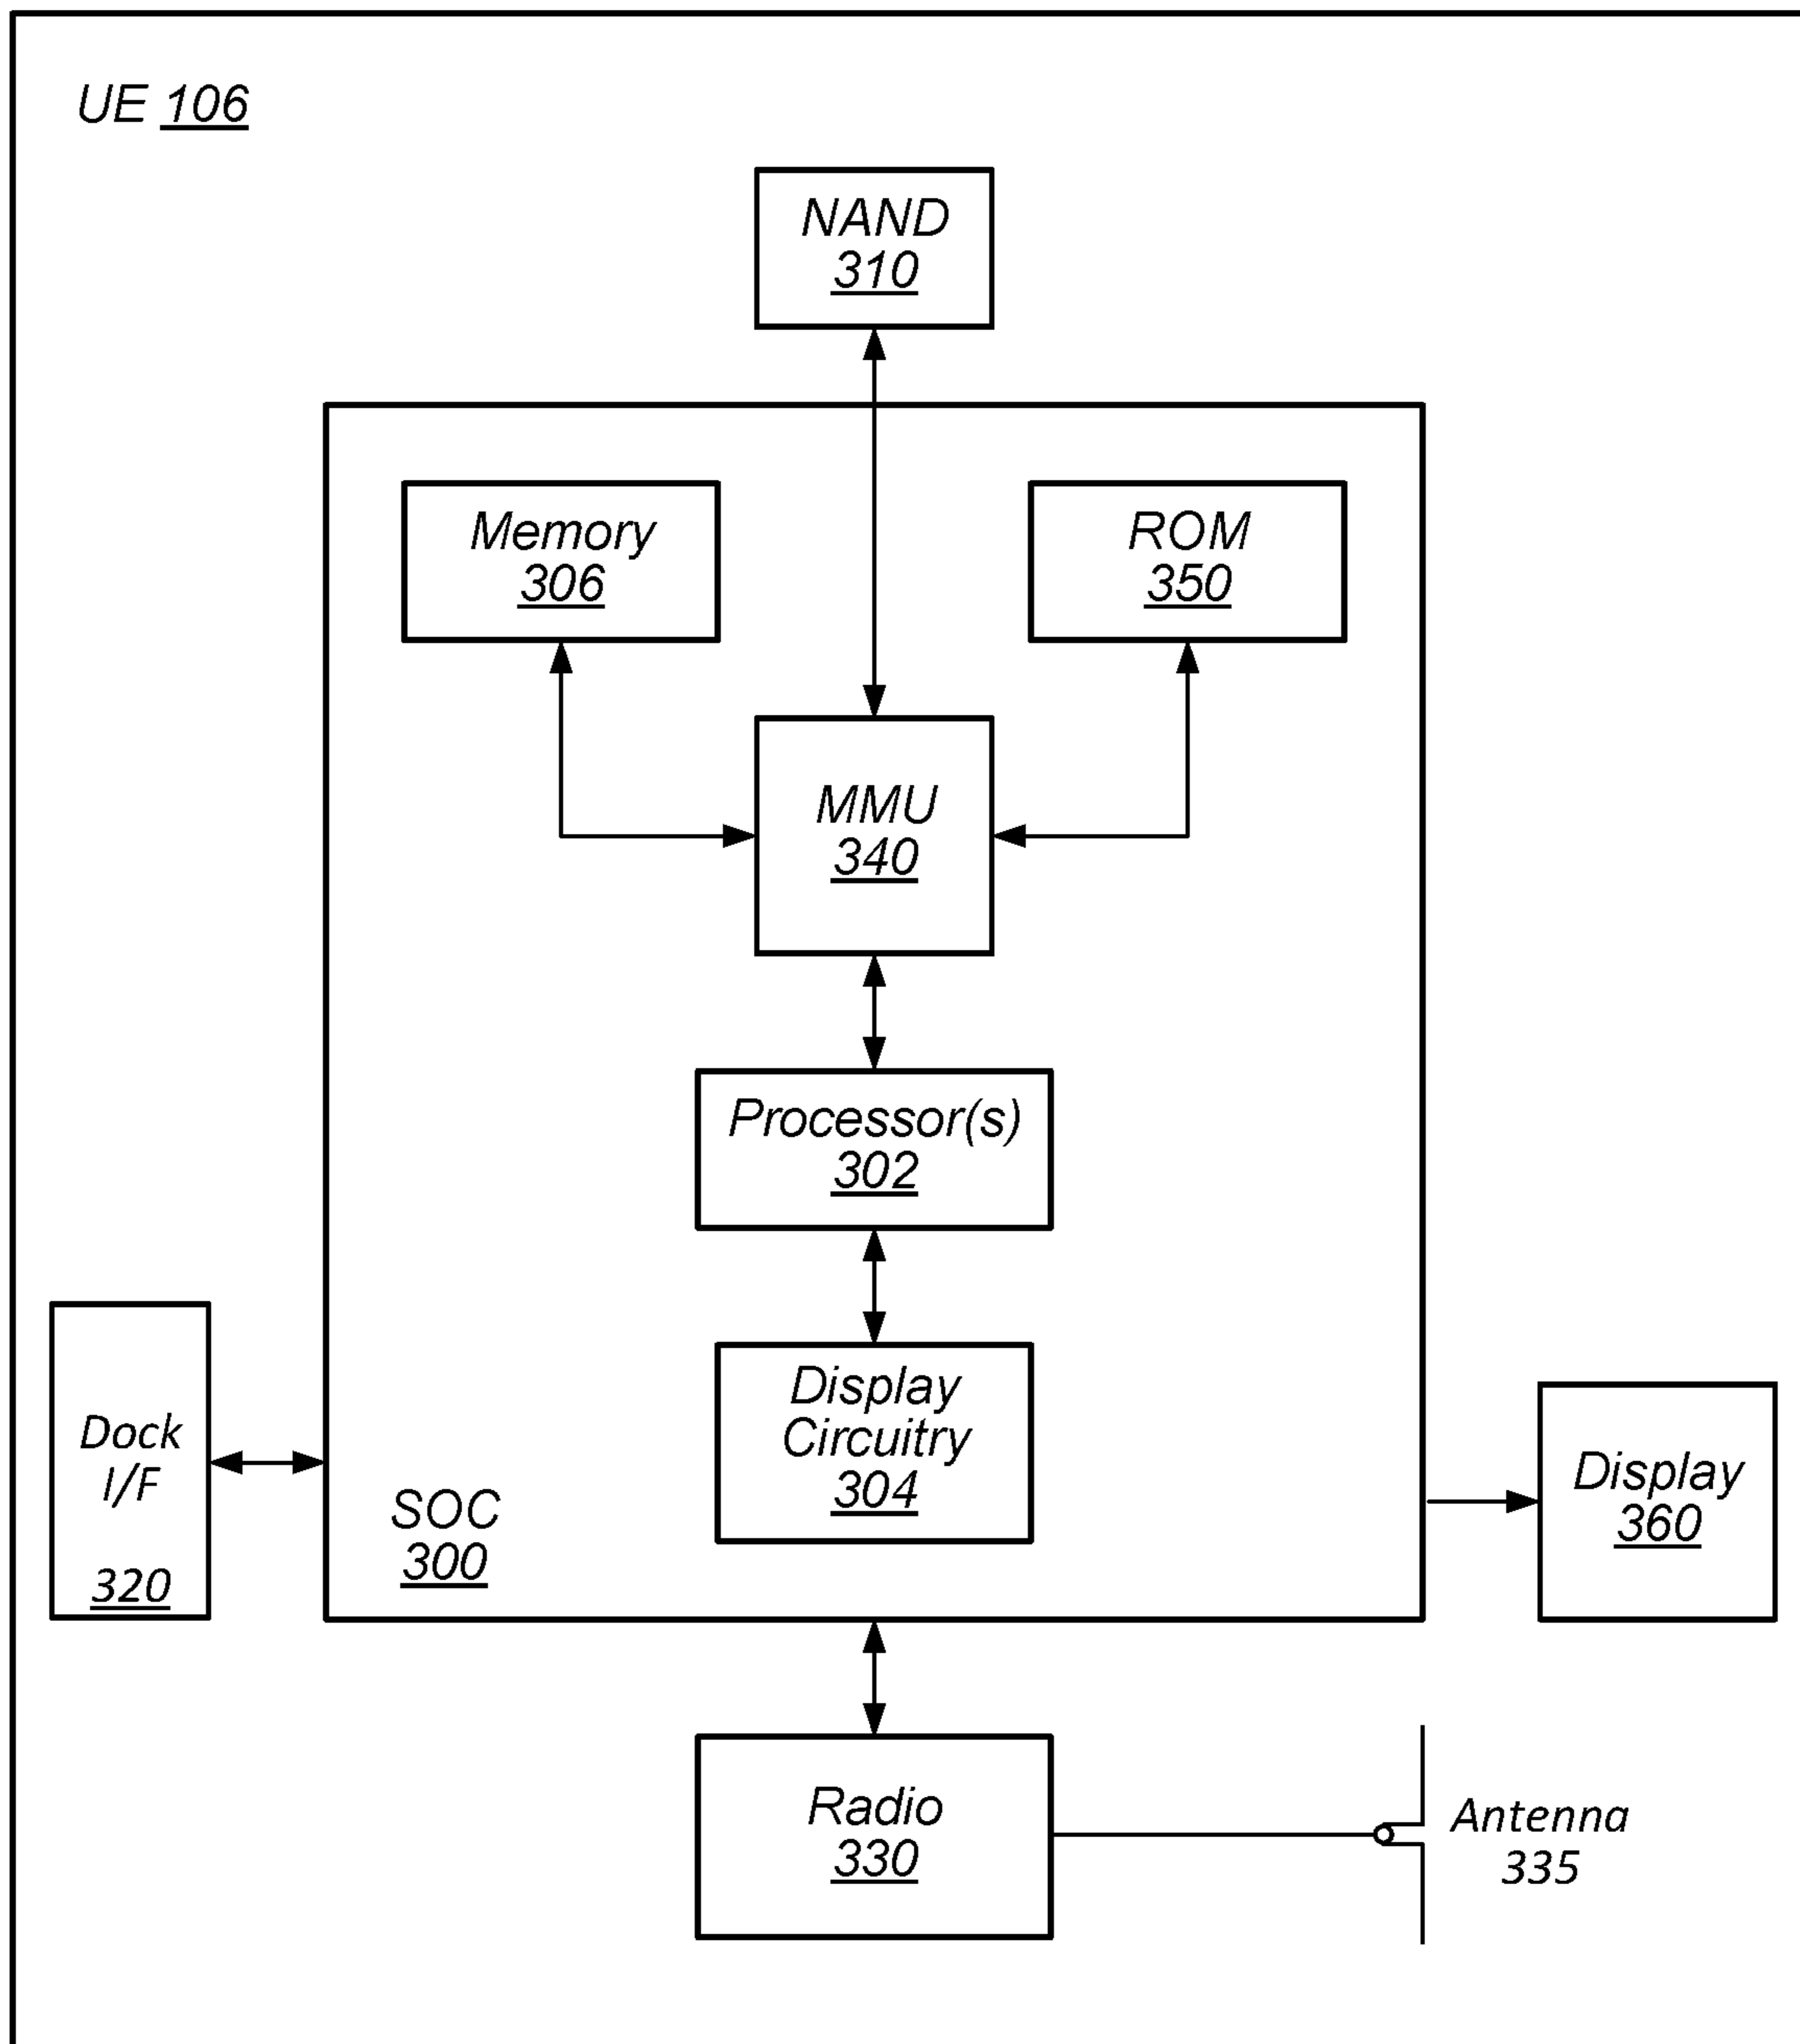 UE 106
NAND
310
Memory
306
ROM
350
MMU
340
Processor(s)
302
Display
Circuitry
304
SOC
300
Dock
I/F
320
Display
360
Radio
330
Antenna
335